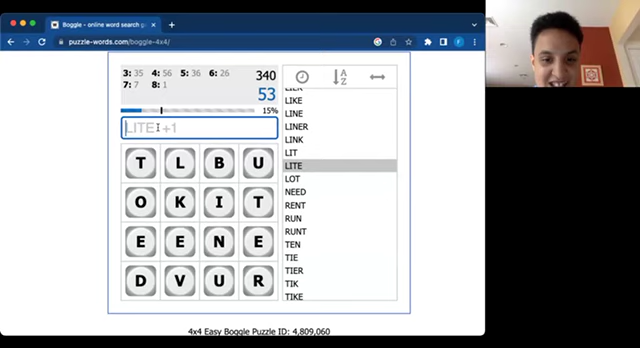 Boggle - online word search ga
puzzle-words.com/boggle-4x4/
3: 35 4: 56 5: 36 6: 26 340
7: 7 8: 1 53
15%
LITE +1
A
Z
LIKE
LINE
LINER
LINK
LIT
LITE
LOT
NEED
RENT
RUN
RUNT
TEN
TIE
TIER
TIK
TIKE
T L B U
O K I T
E E N E
D V U R
4x4 Easy Boggle Puzzle ID: 4,809,060